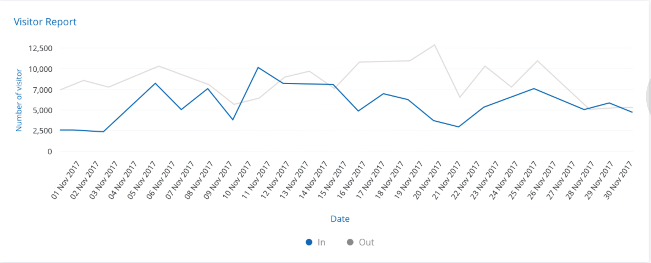 Visitor Report
12,500
10,000
7,000
5,000
2,500
0
Number of visitor
01 Nov 2017
02 Nov 2017
03 Nov 2017
04 Nov 2017
05 Nov 2017
06 Nov 2017
07 Nov 2017
08 Nov 2017
09 Nov 2017
10 Nov 2017
11 Nov 2017
12 Nov 2017
13 Nov 2017
14 Nov 2017
15 Nov 2017
16 Nov 2017
17 Nov 2017
18 Nov 2017
19 Nov 2017
20 Nov 2017
21 Nov 2017
22 Nov 2017
23 Nov 2017
24 Nov 2017
25 Nov 2017
26 Nov 2017
27 Nov 2017
28 Nov 2017
29 Nov 2017
30 Nov 2017
Date
In
Out